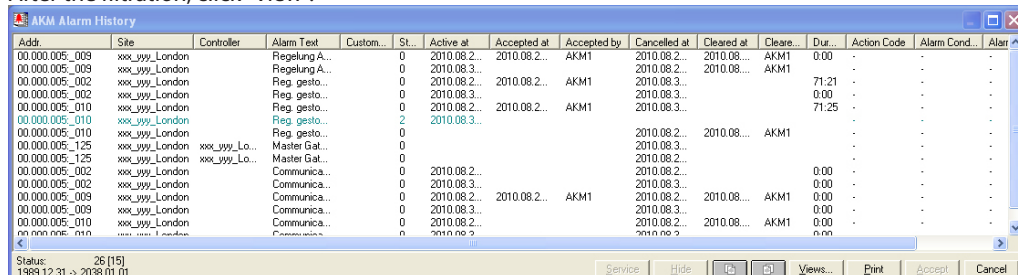 AKM Alarm History
Addr. Site Controller Alarm Text Custom... St... Active at Accepted at Accepted by Cancelled at Cleared at Cleare... Dur... Action Code Alarm Cond... Alarr
00.000.005:_009 xxx_yyy_London Regelung A... 0 2010.08.2... 2010.08.2... AKM1 2010.08.2... 2010.08.... AKM1 0:00 - - -
00.000.005:_009 xxx_yyy_London Regelung A... 0 2010.08.3... 2010.08.2... 2010.08.... AKM1 - - -
00.000.005:_002 xxx_yyy_London Reg. gesto... 0 2010.08.2... 2010.08.2... AKM1 2010.08.3... 71:21 - - -
00.000.005:_002 xxx_yyy_London Reg. gesto... 0 2010.08.3... 2010.08.3... 0:00 - - -
00.000.005:_010 xxx_yyy_London Reg. gesto... 0 2010.08.2... 2010.08.2... AKM1 2010.08.3... 71:25 - - -
00.000.005:_010 xxx_yyy_London Reg. gesto... 2 2010.08.3... - - -
00.000.005:_010 xxx_yyy_London Reg. gesto... 0 2010.08.2... 2010.08.... AKM1 - - -
00.000.005:_125 xxx_yyy_London xxx_yyy_Lo... Master Gat... 0 2010.08.3... - - -
00.000.005:_125 xxx_yyy_London xxx_yyy_Lo... Master Gat... 0 2010.08.2... - - -
00.000.005:_002 xxx_yyy_London Communica... 0 2010.08.2... 2010.08.2... 0:00 - - -
00.000.005:_002 xxx_yyy_London Communica... 0 2010.08.3... 2010.08.3... 0:00 - - -
00.000.005:_009 xxx_yyy_London Communica... 0 2010.08.2... 2010.08.2... AKM1 2010.08.2... 2010.08.... AKM1 0:00 - - -
00.000.005:_009 xxx_yyy_London Communica... 0 2010.08.3... 2010.08.3... 0:00 - - -
00.000.005:_010 xxx_yyy_London Communica... 0 2010.08.2... 2010.08.2... 2010.08.... AKM1 0:00 - - -
Status: 26 [15]
1989.12.31 -> 2038.01.01 Service Hide Views... Print Accept Cancel